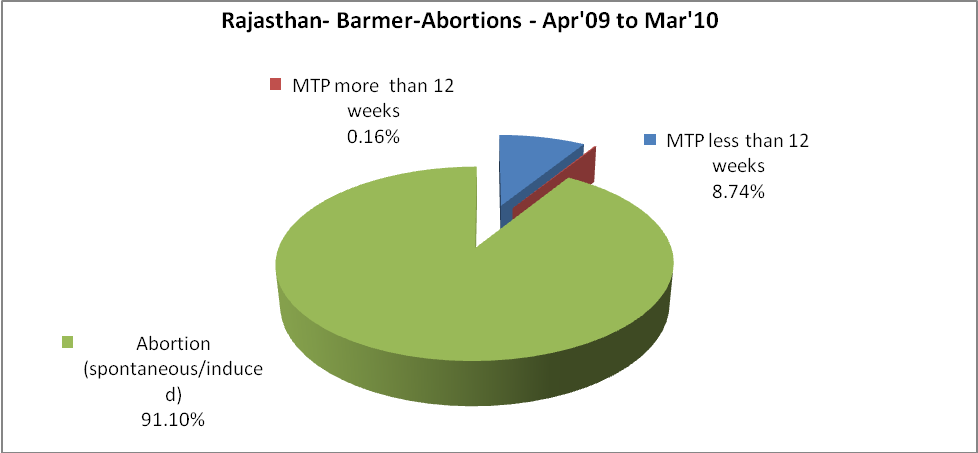 Rajasthan- Barmer-Abortions - Apr'09 to Mar'10
MTP more than 12
weeks
0.16%
MTP less than 12
weeks
8.74%
Abortion
(spontaneous/induce
d)
91.10%